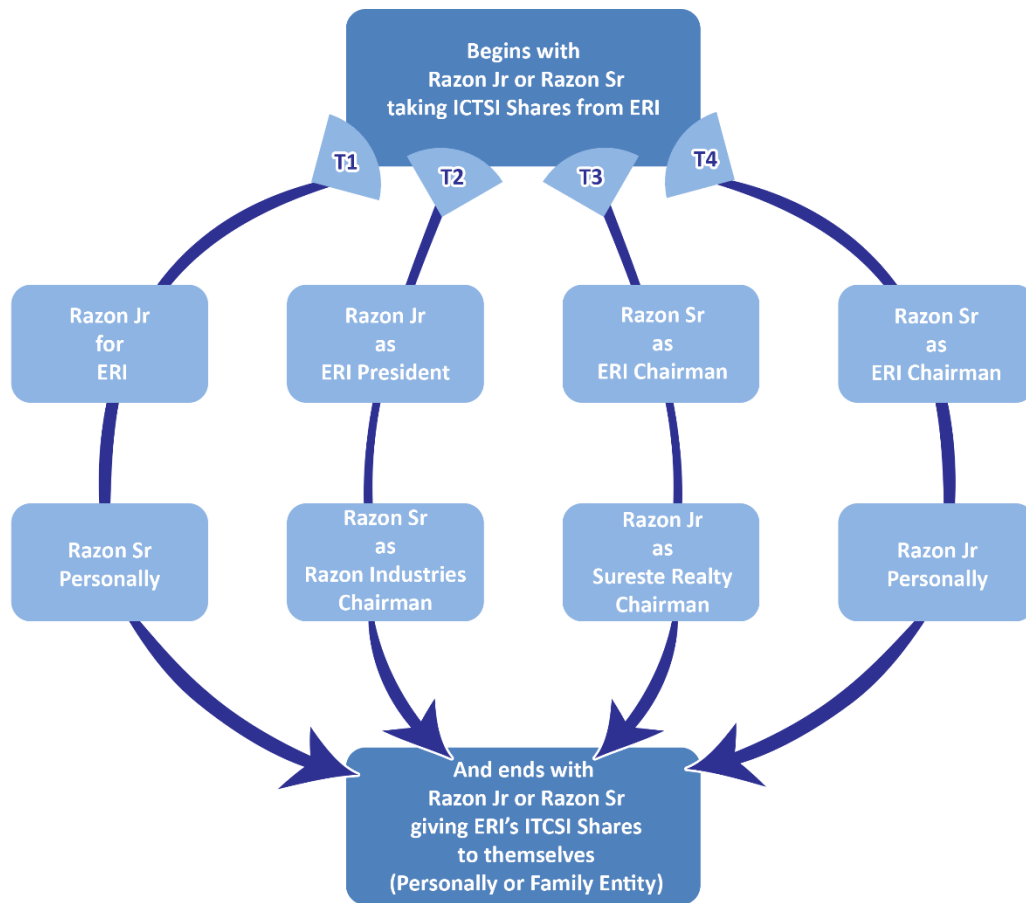 Begins with
Razon Jr or Razon Sr
taking ICTSI Shares from ERI
T1
T2
T3
T4
Razon Jr
for
ERI
Razon Jr
as
ERI President
Razon Sr
as
ERI Chairman
Razon Sr
as
ERI Chairman
Razon Sr
Personally
Razon Sr
as
Razon Industries
Chairman
Razon Jr
as
Sureste Realty
Chairman
Razon Jr
Personally
And ends with
Razon Jr or Razon Sr
giving ERI’s ITCSI Shares
to themselves
(Personally or Family Entity)